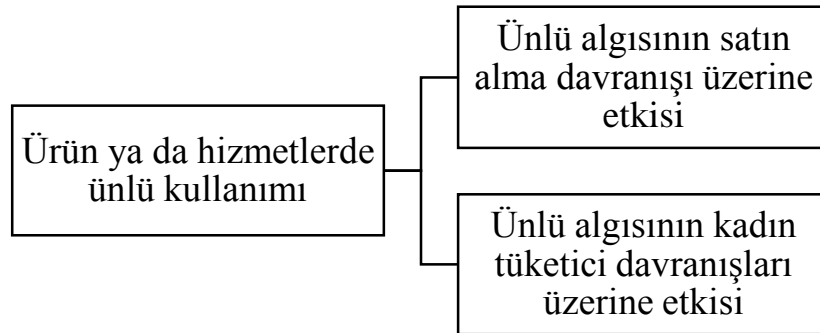 Ürün ya da hizmetlerde
ünlü kullanımı
Ünlü algısının satın
alma davranışı üzerine
etkisi
Ünlü algısının kadın
tüketici davranışları
üzerine etkisi